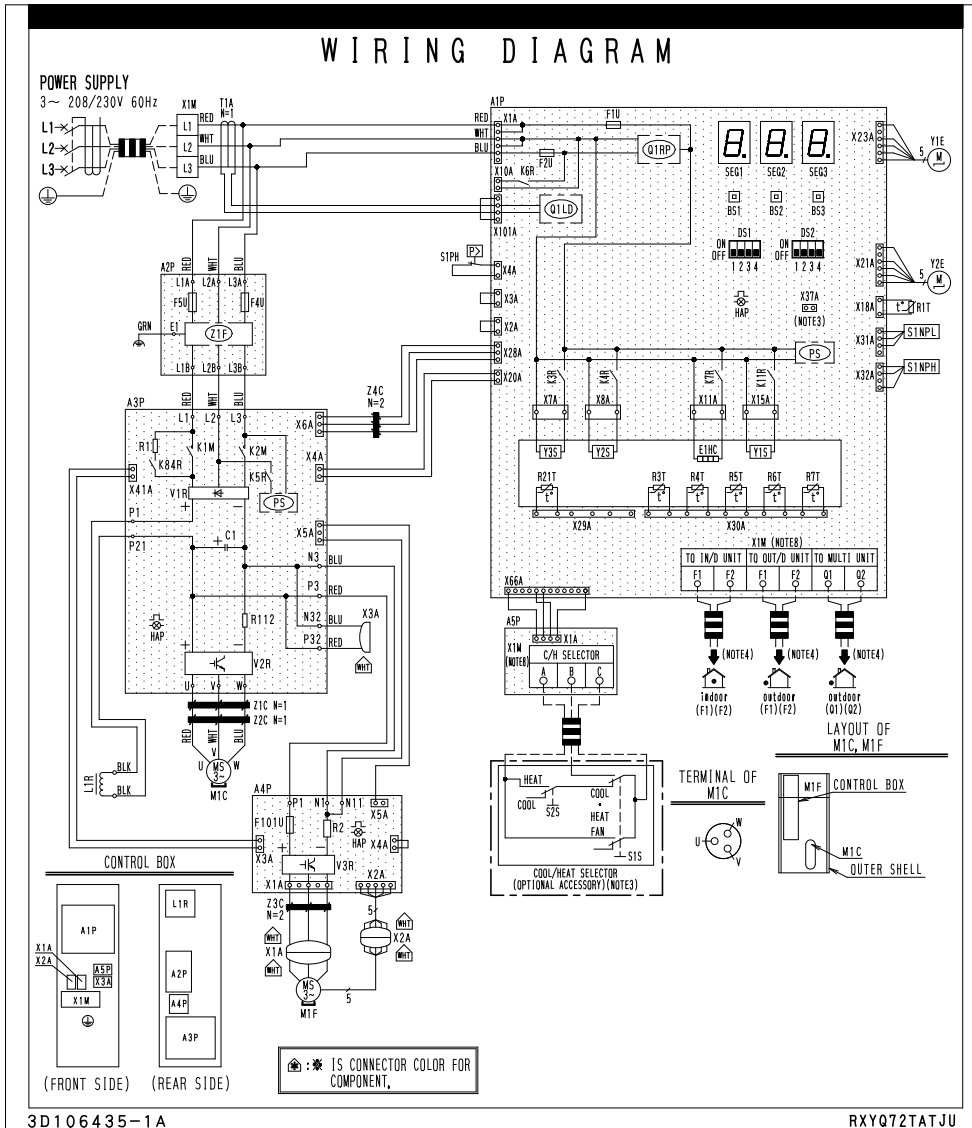 WIRING DIAGRAM
POWER SUPPLY
3~ 208/230V 60Hz
X1M
T1A
N=1
L1
L2
L3
L1
L2
L3
RED
WHT
BLU
RED
WHT
BLU
A1P
X1A
F1U
F2U
K6R
X10A
Q1RP
Q1LD
X101A
SEG1
SEG2
SEG3
BS1
BS2
BS3
DS1
DS2
ON
OFF
1 2 3 4
ON
OFF
1 2 3 4
HAP
X37A
(NOTE3)
X23A
5
Y1E
M
X21A
5
Y2E
M
X18A
t°
R1T
X31A
S1NPL
X32A
S1NPH
S1PH
P>
X4A
X3A
X2A
X28A
X20A
PS
K3R
K4R
K7R
K11R
X7A
X8A
X11A
X15A
Y3S
Y2S
E1HC
Y1S
R21T
t°
R3T
t°
R4T
t°
R5T
t°
R6T
t°
R7T
t°
X29A
X30A
X1M (NOTE8)
TO IN/D UNIT
TO OUT/D UNIT
TO MULTI UNIT
F1
F2
F1
F2
Q1
Q2
(NOTE4)
(NOTE4)
(NOTE4)
indoor
(F1)(F2)
outdoor
(F1)(F2)
outdoor
(Q1)(Q2)
X66A
A5P
X1A
X1M
(NOTE8)
C/H SELECTOR
A
B
C
HEAT
COOL
S2S
COOL
HEAT
FAN
S1S
COOL/HEAT SELECTOR
(OPTIONAL ACCESSORY)(NOTE3)
TERMINAL OF
M1C
U
W
V
LAYOUT OF
M1C, M1F
M1F
CONTROL BOX
M1C
OUTER SHELL
RED
WHT
BLU
A2P
L1A
L2A
L3A
F5U
F4U
GRN
E1
Z1F
L1B
L2B
L3B
RED
WHT
BLU
A3P
L1
L2
L3
X6A
Z4C
N=2
R1
K1M
K2M
K84R
K5R
X4A
X41A
V1R
PS
P1
P21
C1
X5A
N3
BLU
P3
RED
N32
BLU
P32
RED
X3A
WHT
HAP
R112
V2R
U
V
W
Z1C N=1
Z2C N=1
RED
WHT
BLU
U
V
W
MS
3~
M1C
L1R
BLK
BLK
A4P
P1
N1
N11
X5A
F101U
R2
HAP
X3A
X4A
V3R
X1A
X2A
Z3C
N=2
5
WHT
X1A
WHT
WHT
X2A
WHT
MS
3~
M1F
5
CONTROL BOX
A1P
X1A
X2A
A5P
X3A
X1M
L1R
A2P
A4P
A3P
(FRONT SIDE)
(REAR SIDE)
: ※ IS CONNECTOR COLOR FOR
COMPONENT.
3D106435-1A
RXYQ72TATJU